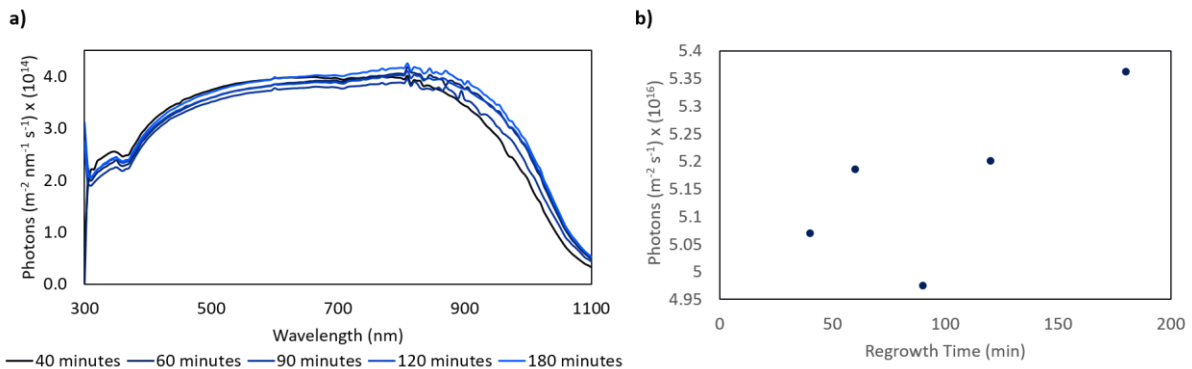 a)
Photons (m⁻² nm⁻¹ s⁻¹) x (10¹⁴)
4.0
3.0
2.0
1.0
0.0
300 500 700 900 1100
Wavelength (nm)
40 minutes 60 minutes 90 minutes 120 minutes 180 minutes
b)
Photons (m⁻² s⁻¹) x (10¹⁶)
5.4
5.35
5.3
5.25
5.2
5.15
5.1
5.05
5
4.95
0 50 100 150 200
Regrowth Time (min)